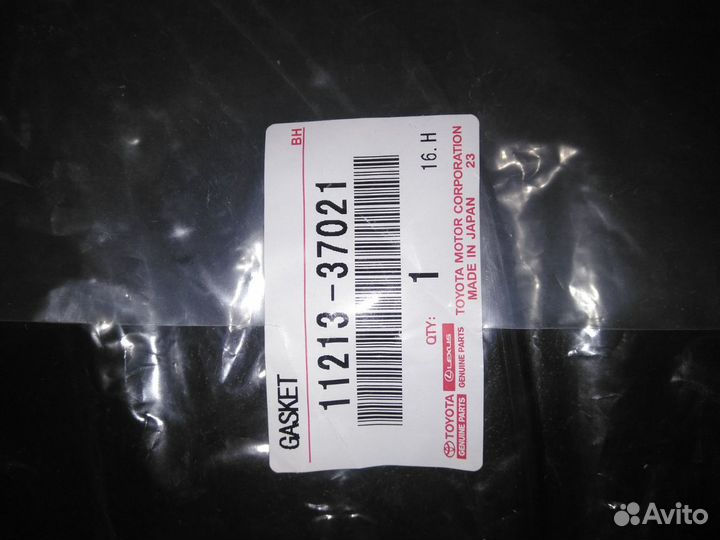 BH
GASKET
11213-37021
16.H
QTY: 1
TOYOTA GENUINE PARTS
LEXUS GENUINE PARTS
TOYOTA MOTOR CORPORATION
MADE IN JAPAN 23
Avito